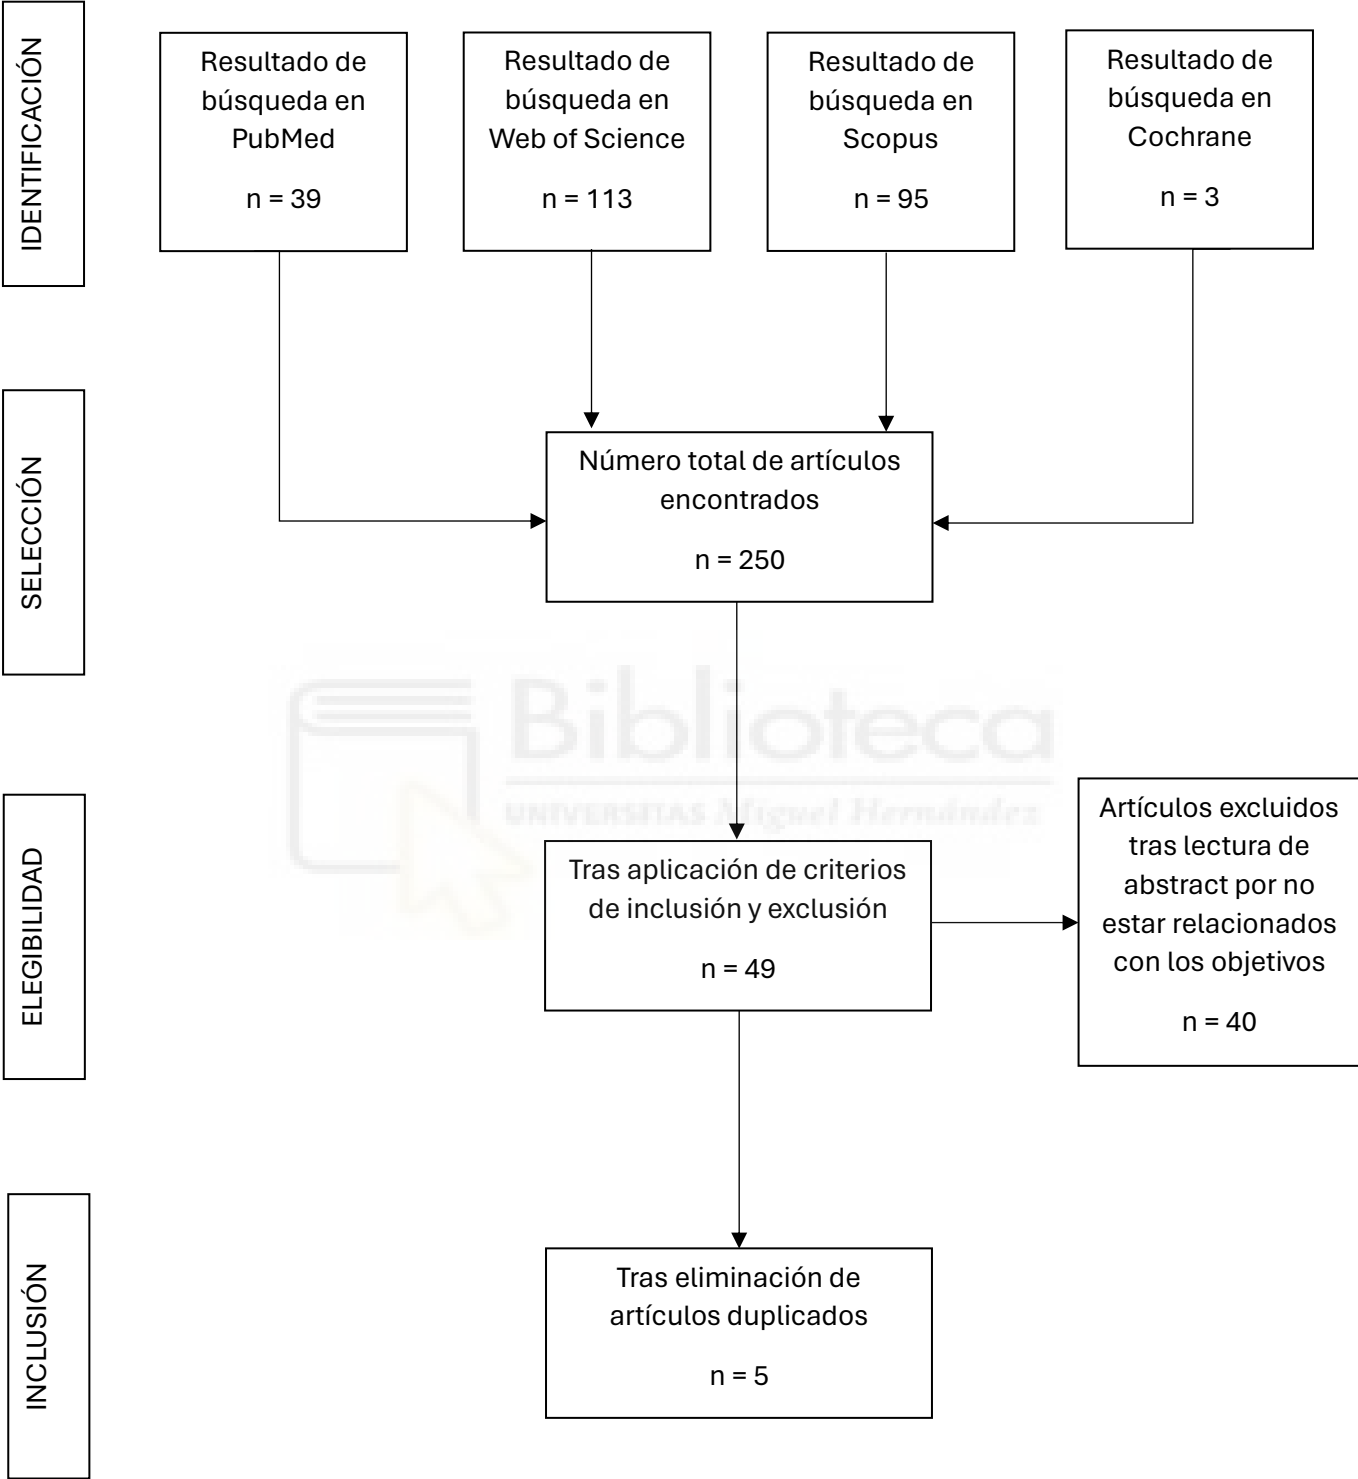 IDENTIFICACIÓN
Resultado de
búsqueda en
PubMed
n = 39
Resultado de
búsqueda en
Web of Science
n = 113
Resultado de
búsqueda en
Scopus
n = 95
Resultado de
búsqueda en
Cochrane
n = 3
SELECCIÓN
Número total de artículos
encontrados
n = 250
Biblioteca
UNIVERSITAS Miguel Hernández
ELEGIBILIDAD
Tras aplicación de criterios
de inclusión y exclusión
n = 49
Artículos excluidos
tras lectura de
abstract por no
estar relacionados
con los objetivos
n = 40
INCLUSIÓN
Tras eliminación de
artículos duplicados
n = 5